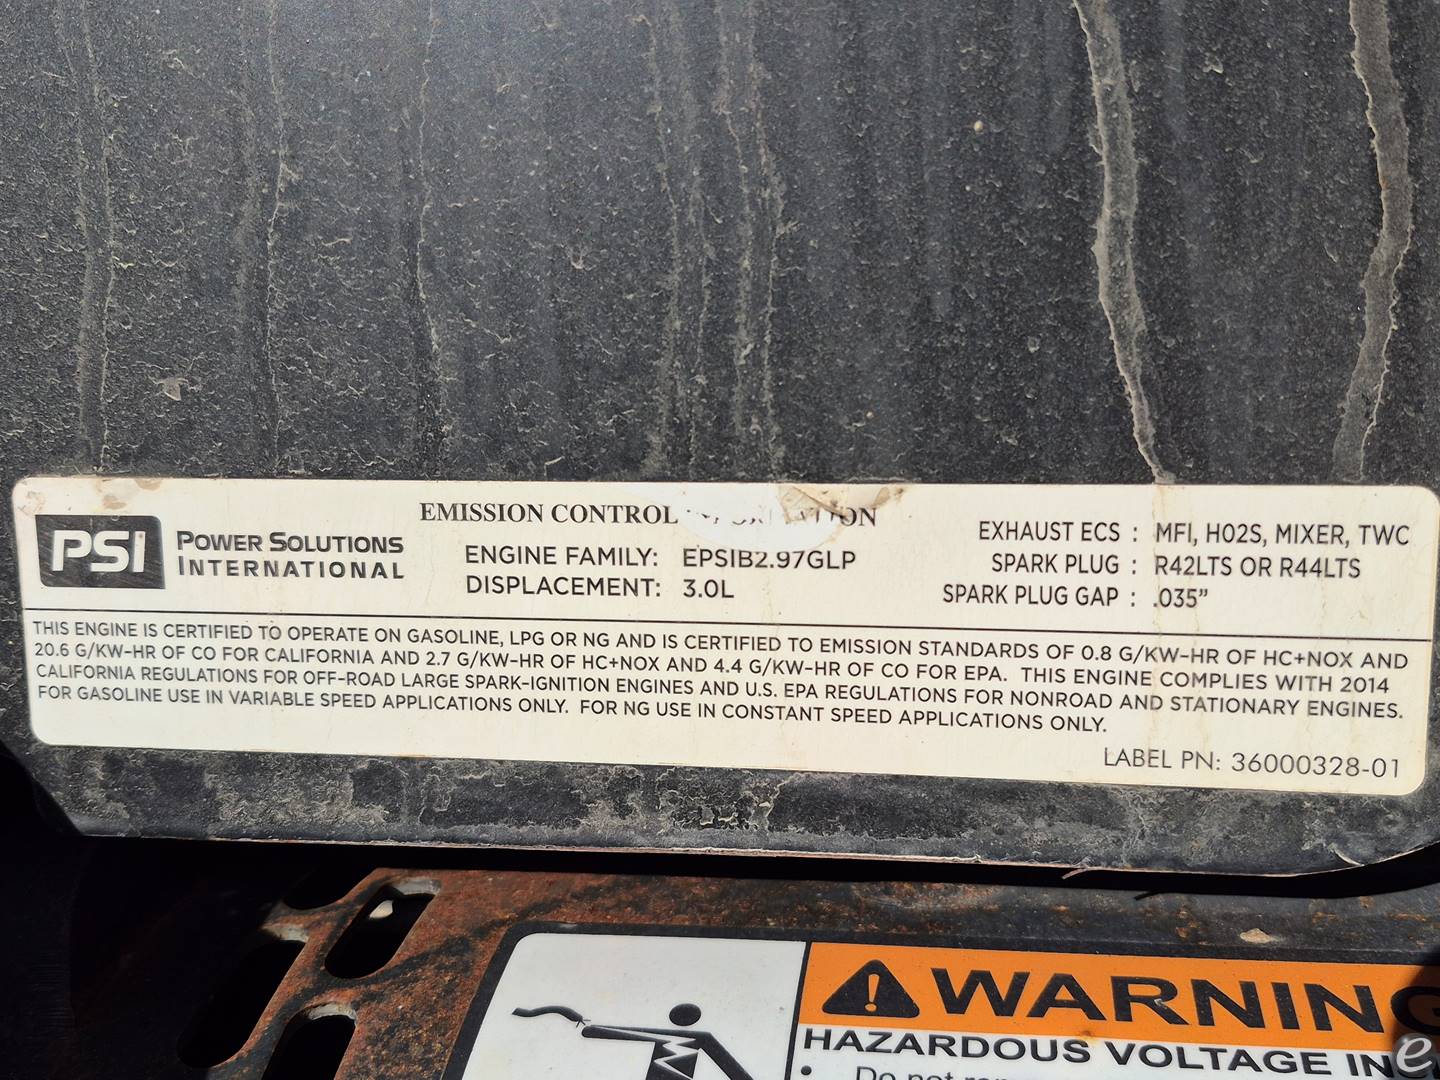 EMISSION CONTROL INFORMATION
PSI POWER SOLUTIONS
INTERNATIONAL
ENGINE FAMILY: EPSIB2.97GLP
DISPLACEMENT: 3.0L
EXHAUST ECS : MFI, HO2S, MIXER, TWC
SPARK PLUG : R42LTS OR R44LTS
SPARK PLUG GAP : .035”
THIS ENGINE IS CERTIFIED TO OPERATE ON GASOLINE, LPG OR NG AND IS CERTIFIED TO EMISSION STANDARDS OF 0.8 G/KW-HR OF HC+NOX AND
20.6 G/KW-HR OF CO FOR CALIFORNIA AND 2.7 G/KW-HR OF HC+NOX AND 4.4 G/KW-HR OF CO FOR EPA. THIS ENGINE COMPLIES WITH 2014
CALIFORNIA REGULATIONS FOR OFF-ROAD LARGE SPARK-IGNITION ENGINES AND U.S. EPA REGULATIONS FOR NONROAD AND STATIONARY ENGINES.
FOR GASOLINE USE IN VARIABLE SPEED APPLICATIONS ONLY. FOR NG USE IN CONSTANT SPEED APPLICATIONS ONLY.
LABEL PN: 36000328-01
WARNING
HAZARDOUS VOLTAGE
Do not